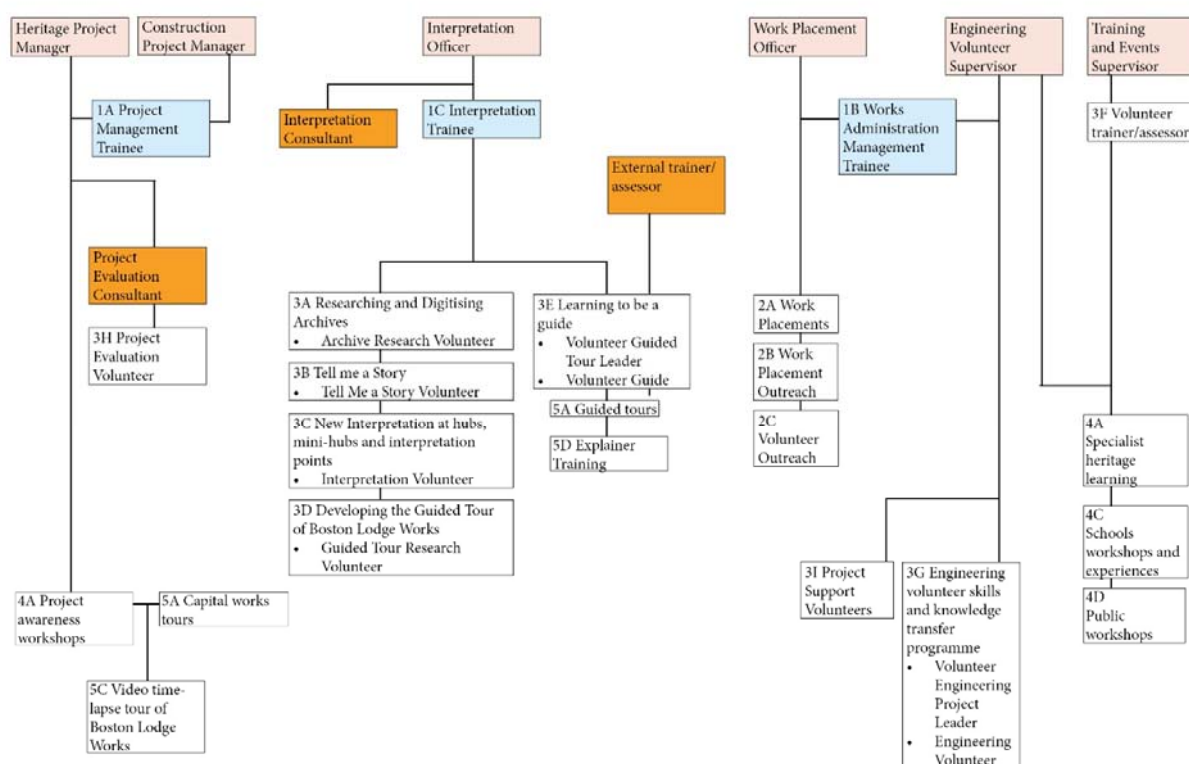 Heritage Project
Manager
Construction
Project Manager
Interpretation
Officer
Work Placement
Officer
Engineering
Volunteer
Supervisor
Training
and Events
Supervisor
1A Project
Management
Trainee
Interpretation
Consultant
1C Interpretation
Trainee
1B Works
Administration
Management
Trainee
3F Volunteer
trainer/assessor
External trainer/
assessor
Project
Evaluation
Consultant
3H Project
Evaluation
Volunteer
3A Researching and Digitising
Archives
• Archive Research Volunteer
3B Tell me a Story
• Tell Me a Story Volunteer
3C New Interpretation at hubs,
mini-hubs and interpretation
points
• Interpretation Volunteer
3D Developing the Guided Tour
of Boston Lodge Works
• Guided Tour Research
Volunteer
3E Learning to be a
guide
• Volunteer Guided
Tour Leader
• Volunteer Guide
5A Guided tours
5D Explainer
Training
2A Work
Placements
2B Work
Placement
Outreach
2C
Volunteer
Outreach
4A
Specialist
heritage
learning
4C
Schools
workshops and
experiences
4D
Public
workshops
3I Project
Support
Volunteers
3G Engineering
volunteer skills
and knowledge
transfer
programme
• Volunteer
Engineering
Project
Leader
• Engineering
Volunteer
4A Project
awareness
workshops
5A Capital works
tours
5C Video time-
lapse tour of
Boston Lodge
Works